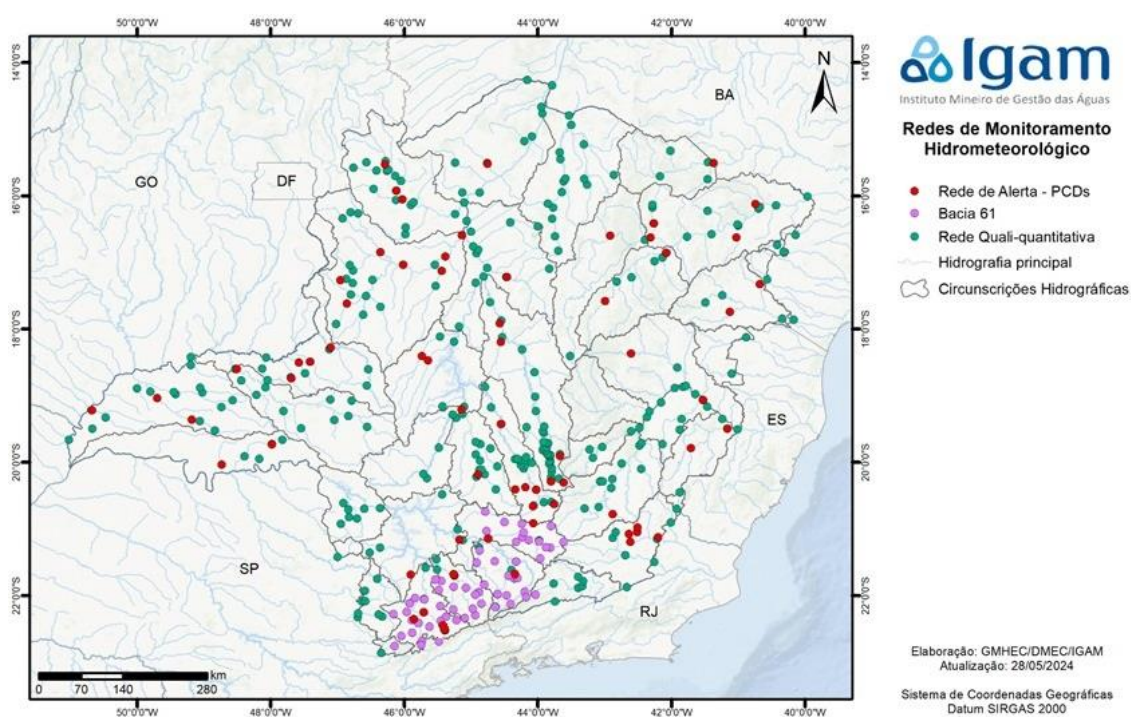 50°0'0"W 48°0'0"W 46°0'0"W 44°0'0"W 42°0'0"W 40°0'0"W
14°0'0"S
14°0'0"S
N
BA
GO
DF
16°0'0"S
16°0'0"S
18°0'0"S
18°0'0"S
ES
20°0'0"S
20°0'0"S
SP
22°0'0"S
22°0'0"S
RJ
km
0 70 140 280
50°0'0"W 48°0'0"W 46°0'0"W 44°0'0"W 42°0'0"W 40°0'0"W
Igam
Instituto Mineiro de Gestão das Águas
Redes de Monitoramento
Hidrometeorológico
Rede de Alerta - PCDs
Bacia 61
Rede Quali-quantitativa
Hidrografia principal
Circunscrições Hidrográficas
Elaboração: GMHEC/DMEC/IGAM
Atualização: 28/05/2024
Sistema de Coordenadas Geográficas
Datum SIRGAS 2000